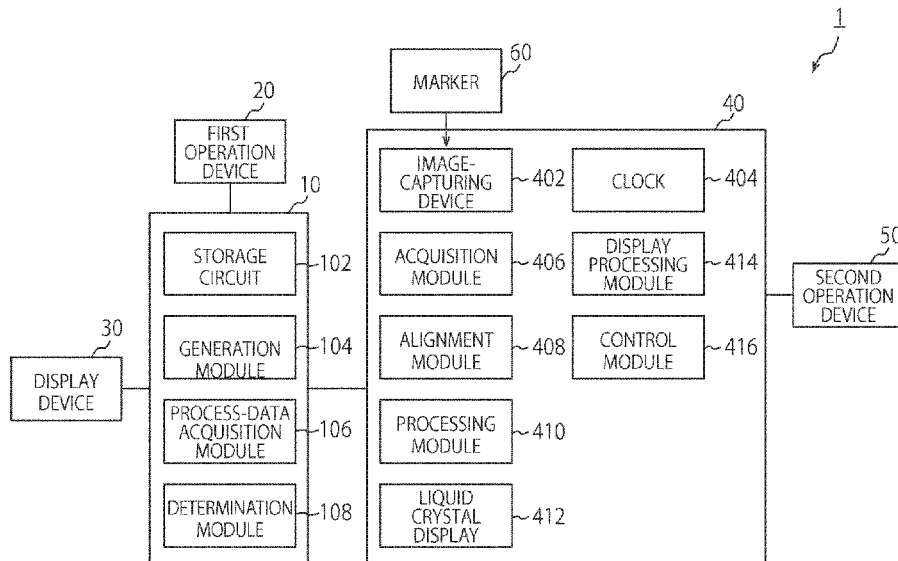 1
60
MARKER
20
FIRST
OPERATION
DEVICE
40
10
IMAGE-
CAPTURING
DEVICE
402
CLOCK
404
STORAGE
CIRCUIT
102
ACQUISITION
MODULE
406
DISPLAY
PROCESSING
MODULE
414
50
SECOND
OPERATION
DEVICE
30
DISPLAY
DEVICE
GENERATION
MODULE
104
ALIGNMENT
MODULE
408
CONTROL
MODULE
416
PROCESS-DATA
ACQUISITION
MODULE
106
PROCESSING
MODULE
410
DETERMINATION
MODULE
108
LIQUID
CRYSTAL
DISPLAY
412